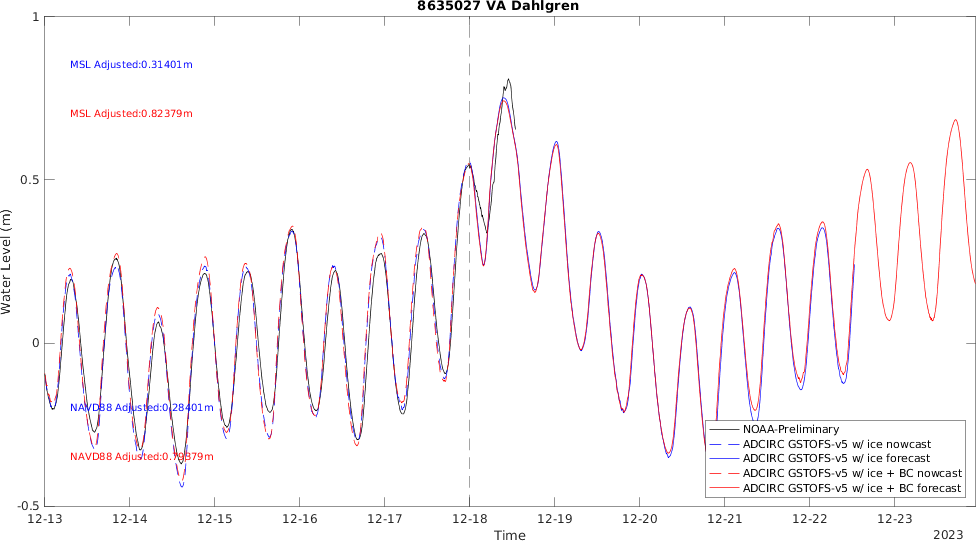 8635027 VA Dahlgren
1
MSL Adjusted:0.31401m
MSL Adjusted:0.82379m
0.5
Water Level (m)
0
NAVD88 Adjusted:0.28401m
NAVD88 Adjusted:0.79379m
NOAA-Preliminary
ADCIRC GSTOFS-v5 w/ ice nowcast
ADCIRC GSTOFS-v5 w/ ice forecast
ADCIRC GSTOFS-v5 w/ ice + BC nowcast
ADCIRC GSTOFS-v5 w/ ice + BC forecast
-0.5
12-13 12-14 12-15 12-16 12-17 12-18 12-19 12-20 12-21 12-22 12-23
Time
2023